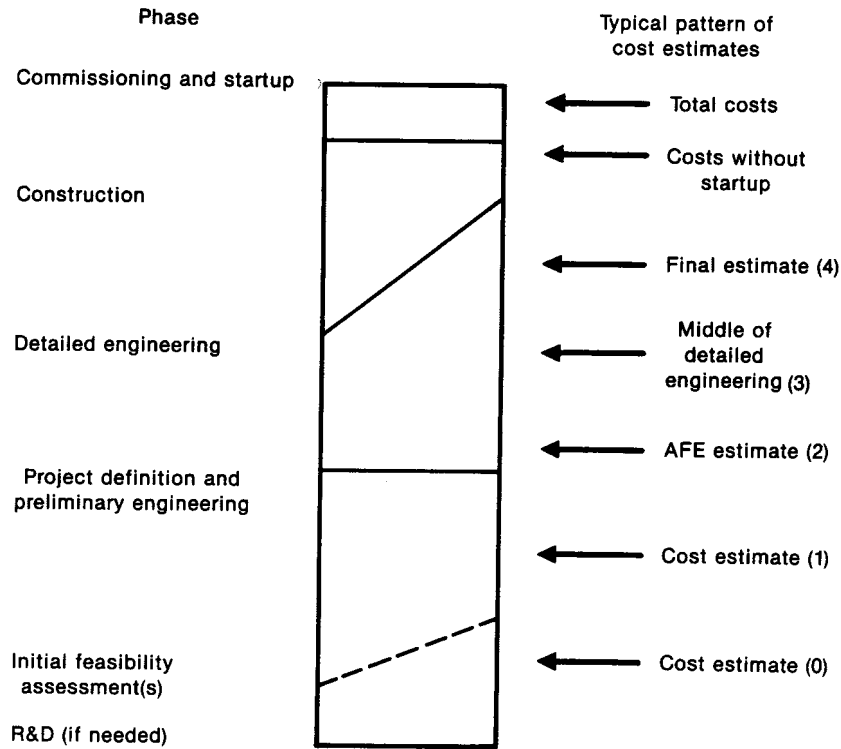 Phase
Typical pattern of
cost estimates
Commissioning and startup
Total costs
Costs without
startup
Construction
Final estimate (4)
Detailed engineering
Middle of
detailed
engineering (3)
AFE estimate (2)
Project definition and
preliminary engineering
Cost estimate (1)
Initial feasibility
assessment(s)
Cost estimate (0)
R&D (if needed)